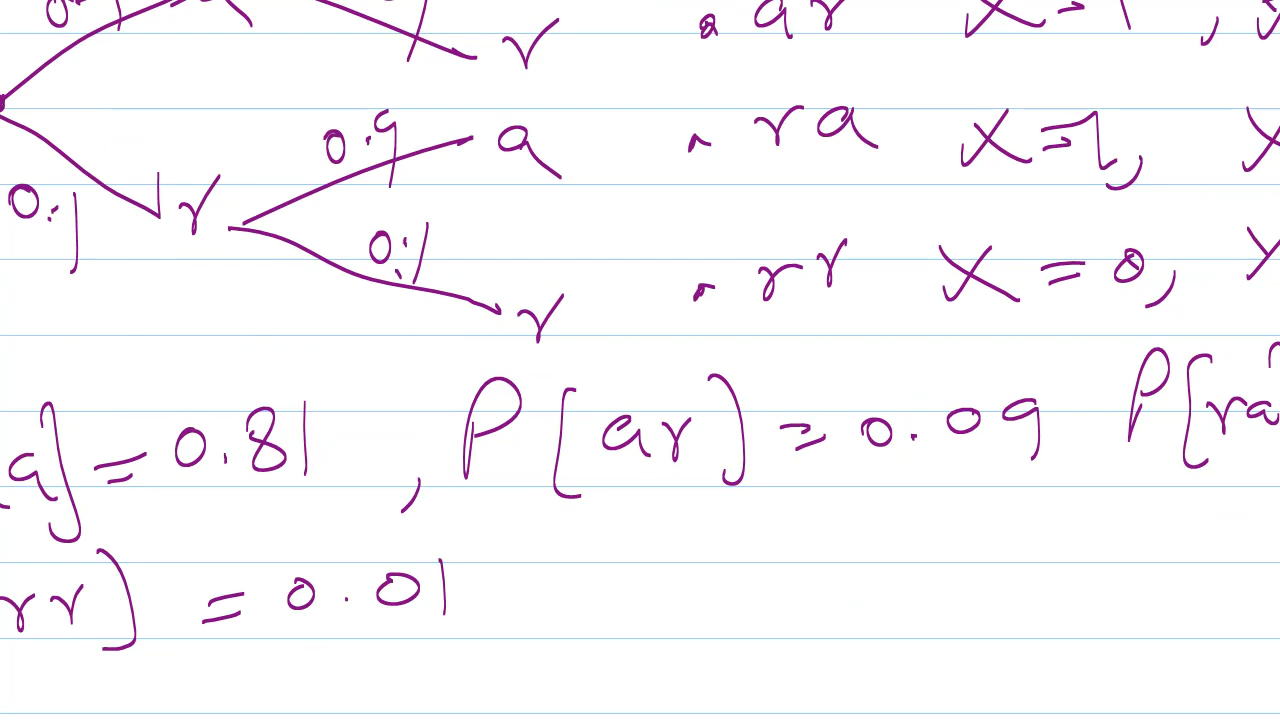 r . ar X=1,
0.9 a . ra X=1,
0.1 r
0.1 . rr X=0,
r
a] = 0.81 , P[ar] = 0.09 P[ra
rr] = 0.01